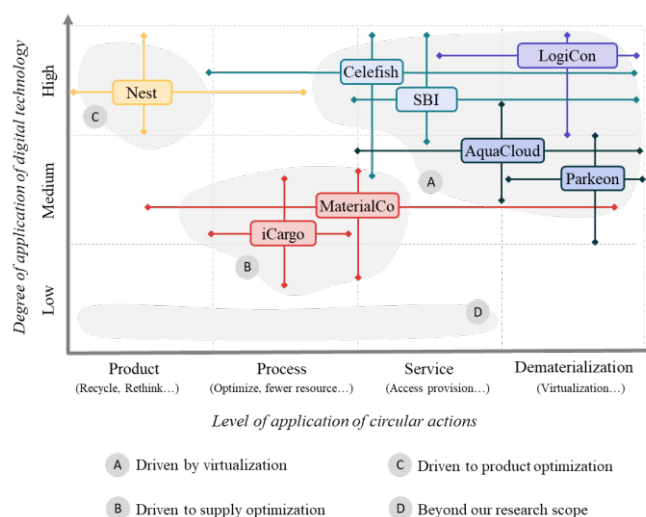 Degree of application of digital technology
High
Medium
Low
Nest
Celefish
LogiCon
SBI
AquaCloud
Parkeon
MaterialCo
iCargo
C
A
B
D
Product
(Recycle, Rethink…)
Process
(Optimize, fewer resource…)
Service
(Access provision…)
Dematerialization
(Virtualization…)
Level of application of circular actions
A Driven by virtualization
C Driven to product optimization
B Driven to supply optimization
D Beyond our research scope